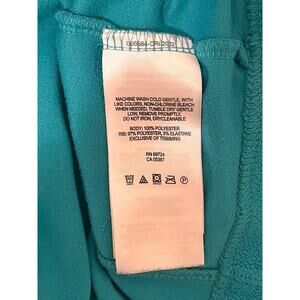 MACHINE WASH COLD GENTLE, WITH
LIKE COLORS, NON-CHLORINE BLEACH
WHEN NEEDED, TUMBLE DRY GENTLE
LOW, REMOVE PROMPTLY.
DO NOT IRON, DRYCLEANABLE
BODY: 100% POLYESTER
RIB: 97% POLYESTER, 3% ELASTANE
EXCLUSIVE OF TRIMMING
RN 69724
CA 05367